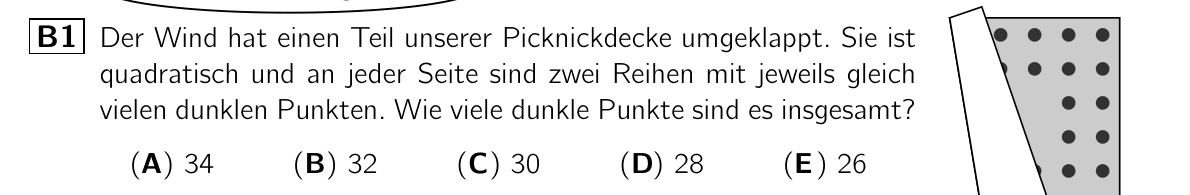 B1 Der Wind hat einen Teil unserer Picknickdecke umgeklappt. Sie ist
quadratisch und an jeder Seite sind zwei Reihen mit jeweils gleich
vielen dunklen Punkten. Wie viele dunkle Punkte sind es insgesamt?
(A) 34 (B) 32 (C) 30 (D) 28 (E) 26